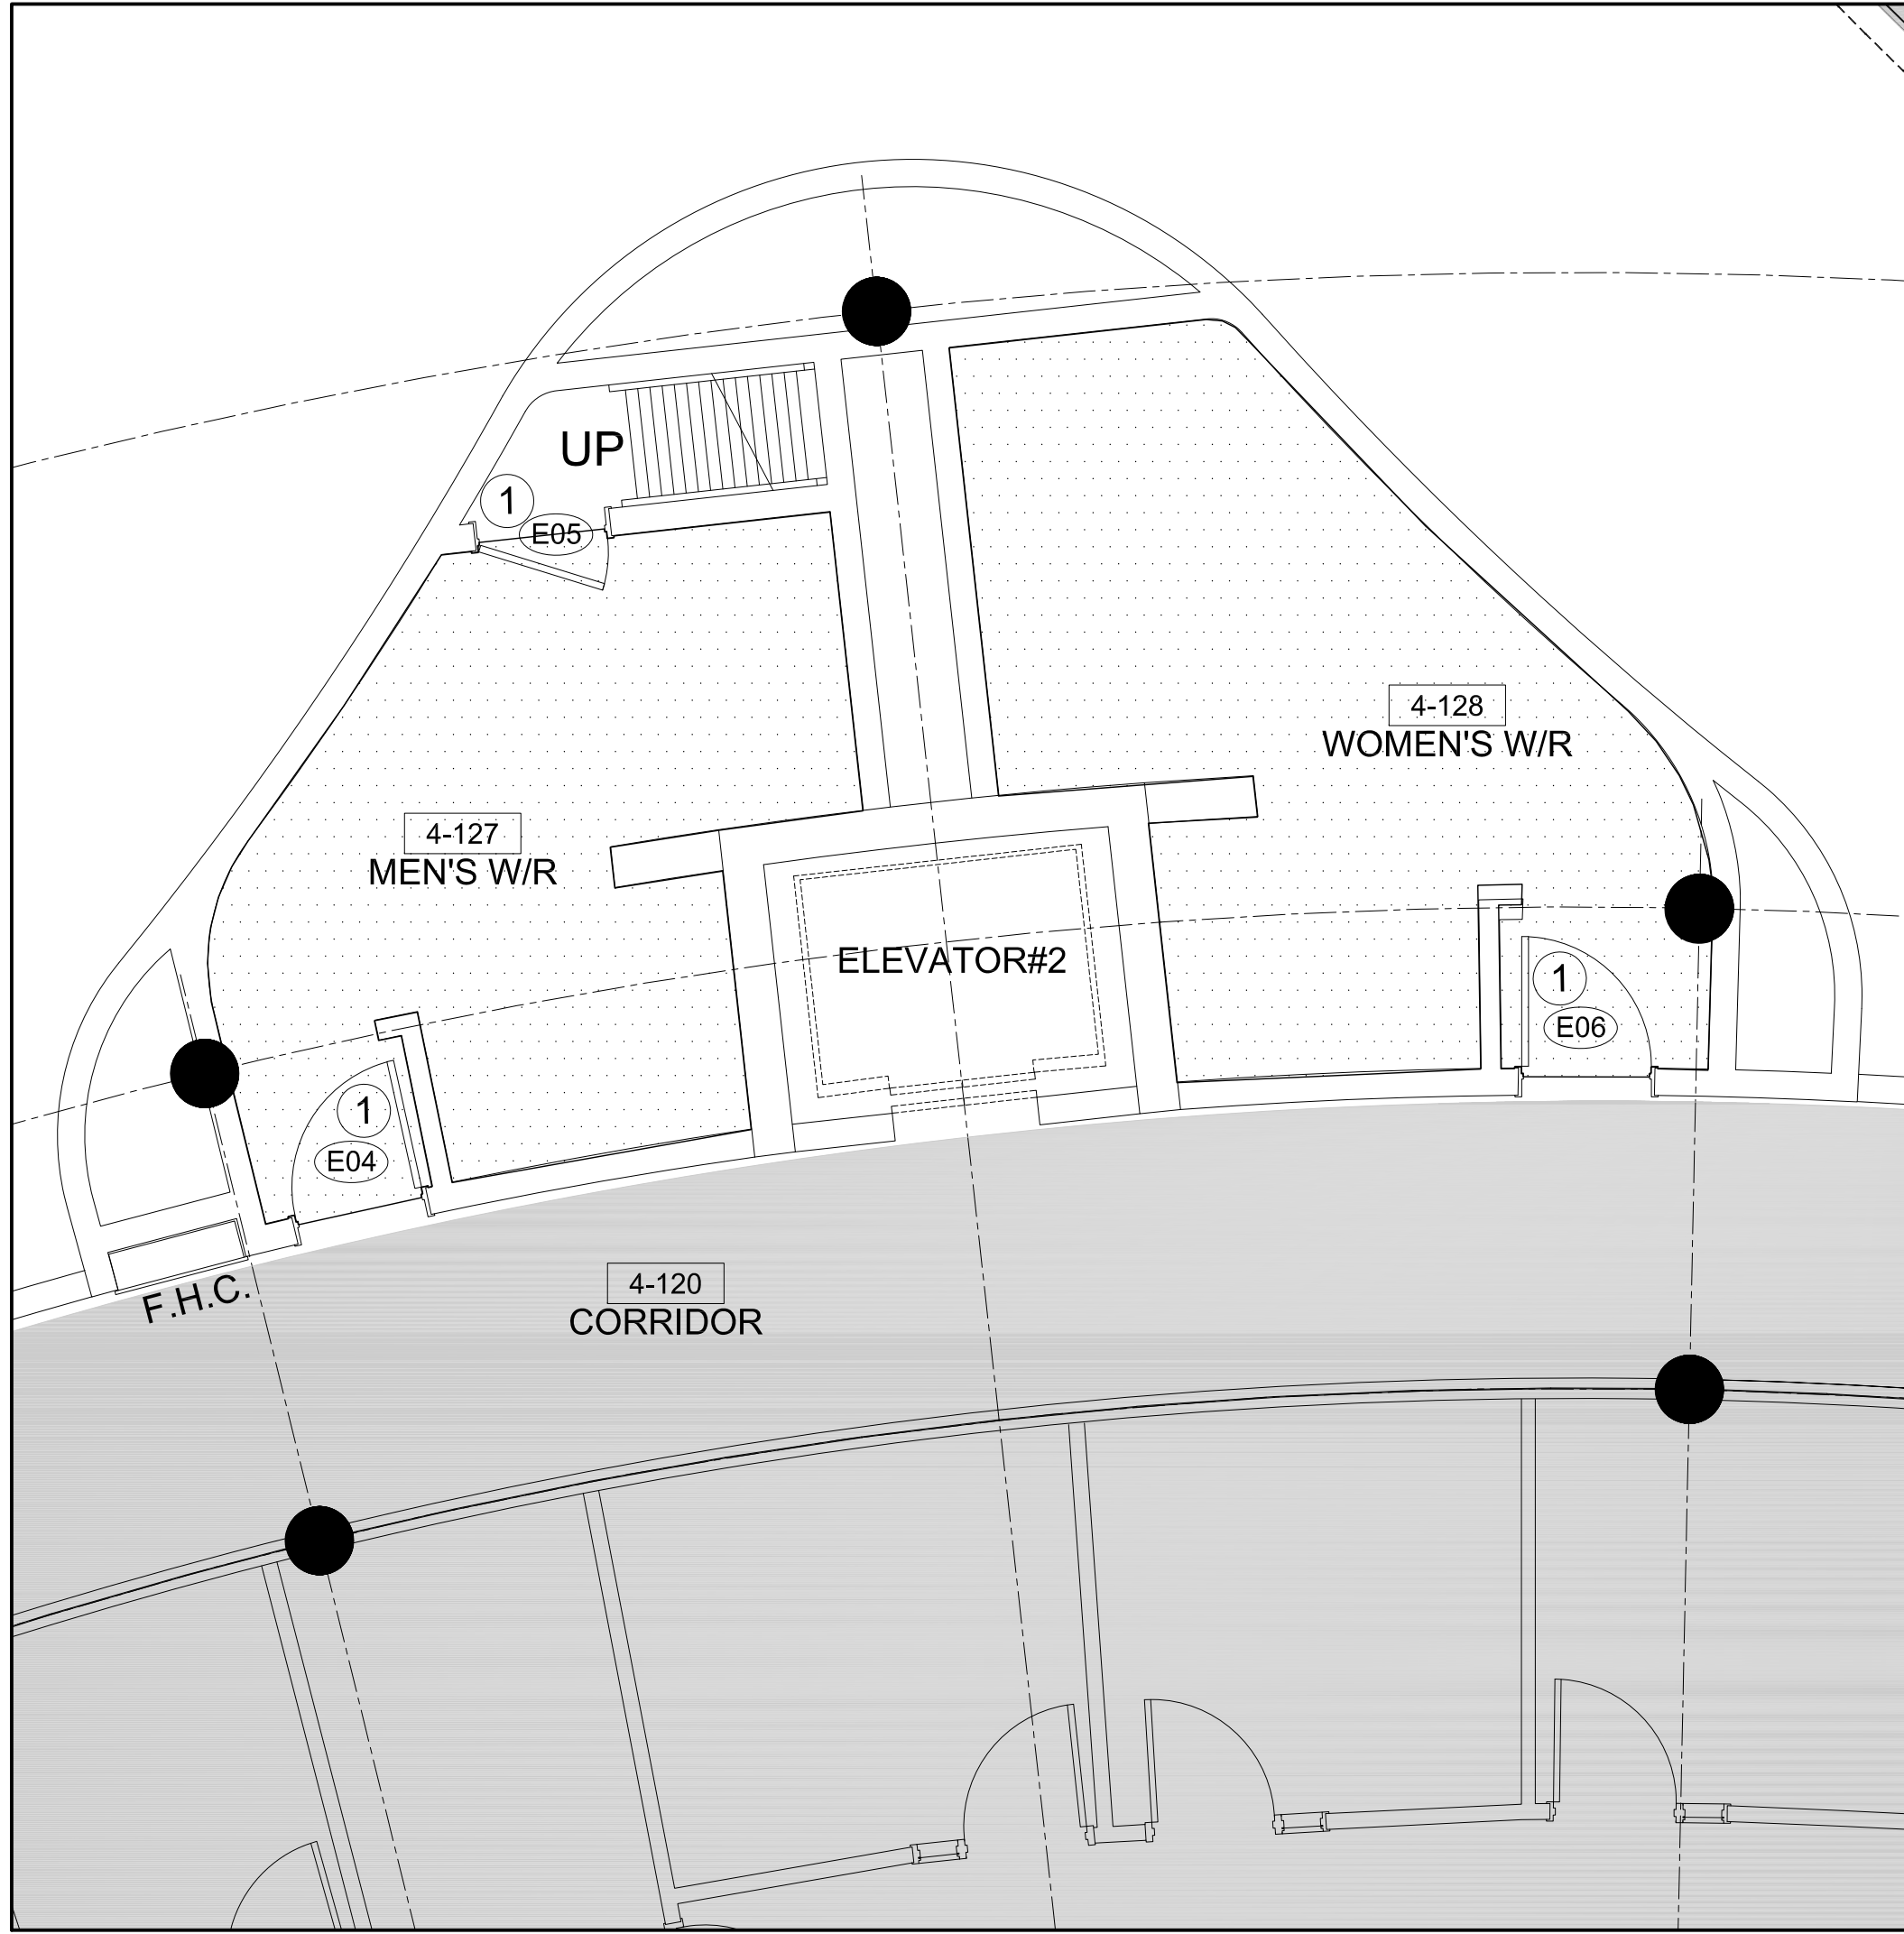 UP
1
E05
4-128
WOMEN'S W/R
4-127
MEN'S W/R
ELEVATOR#2
1
E06
1
E04
4-120
CORRIDOR
F.H.C.